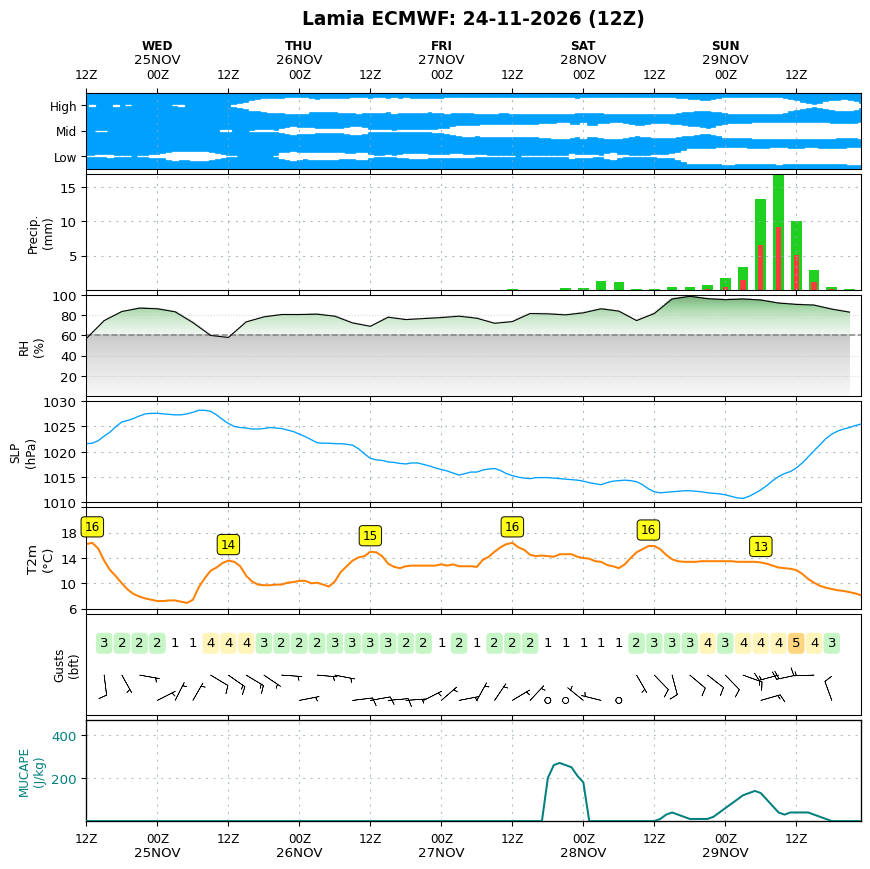 Lamia ECMWF: 24-11-2026 (12Z)
WED THU FRI SAT SUN
25NOV 26NOV 27NOV 28NOV 29NOV
12Z 00Z 12Z 00Z 12Z 00Z 12Z 00Z 12Z 00Z 12Z
High
Mid
Low
Precip.
(mm)
15
10
5
RH
(%)
100
80
60
40
20
SLP
(hPa)
1030
1025
1020
1015
1010
T2m
(°C)
18
14
10
6
16 14 15 16 16 13
Gusts
(bft)
3 2 2 2 1 1 4 4 4 3 2 2 2 3 3 3 3 2 2 1 2 1 2 2 2 1 1 1 1 1 2 3 3 3 4 3 4 4 4 5 4 3
MUCAPE
(J/kg)
400
200
12Z 00Z 12Z 00Z 12Z 00Z 12Z 00Z 12Z 00Z 12Z
25NOV 26NOV 27NOV 28NOV 29NOV